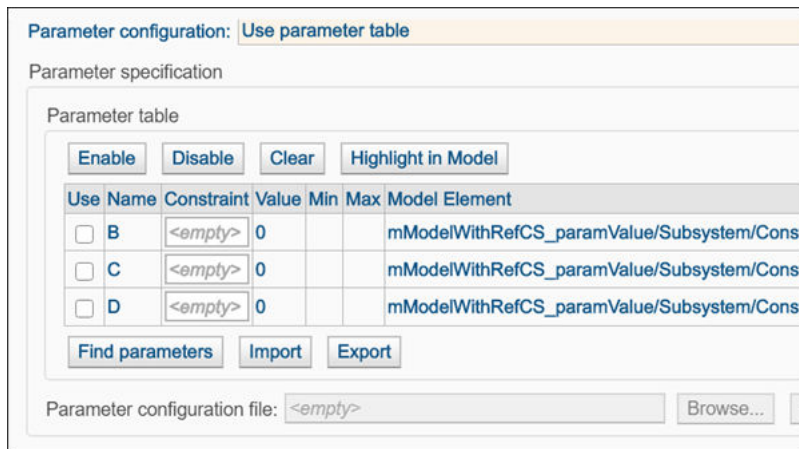 Parameter configuration: Use parameter table
Parameter specification
Parameter table
Enable Disable Clear Highlight in Model
Use Name Constraint Value Min Max Model Element
B <empty> 0 mModelWithRefCS_paramValue/Subsystem/Cons
C <empty> 0 mModelWithRefCS_paramValue/Subsystem/Cons
D <empty> 0 mModelWithRefCS_paramValue/Subsystem/Cons
Find parameters Import Export
Parameter configuration file: <empty> Browse...